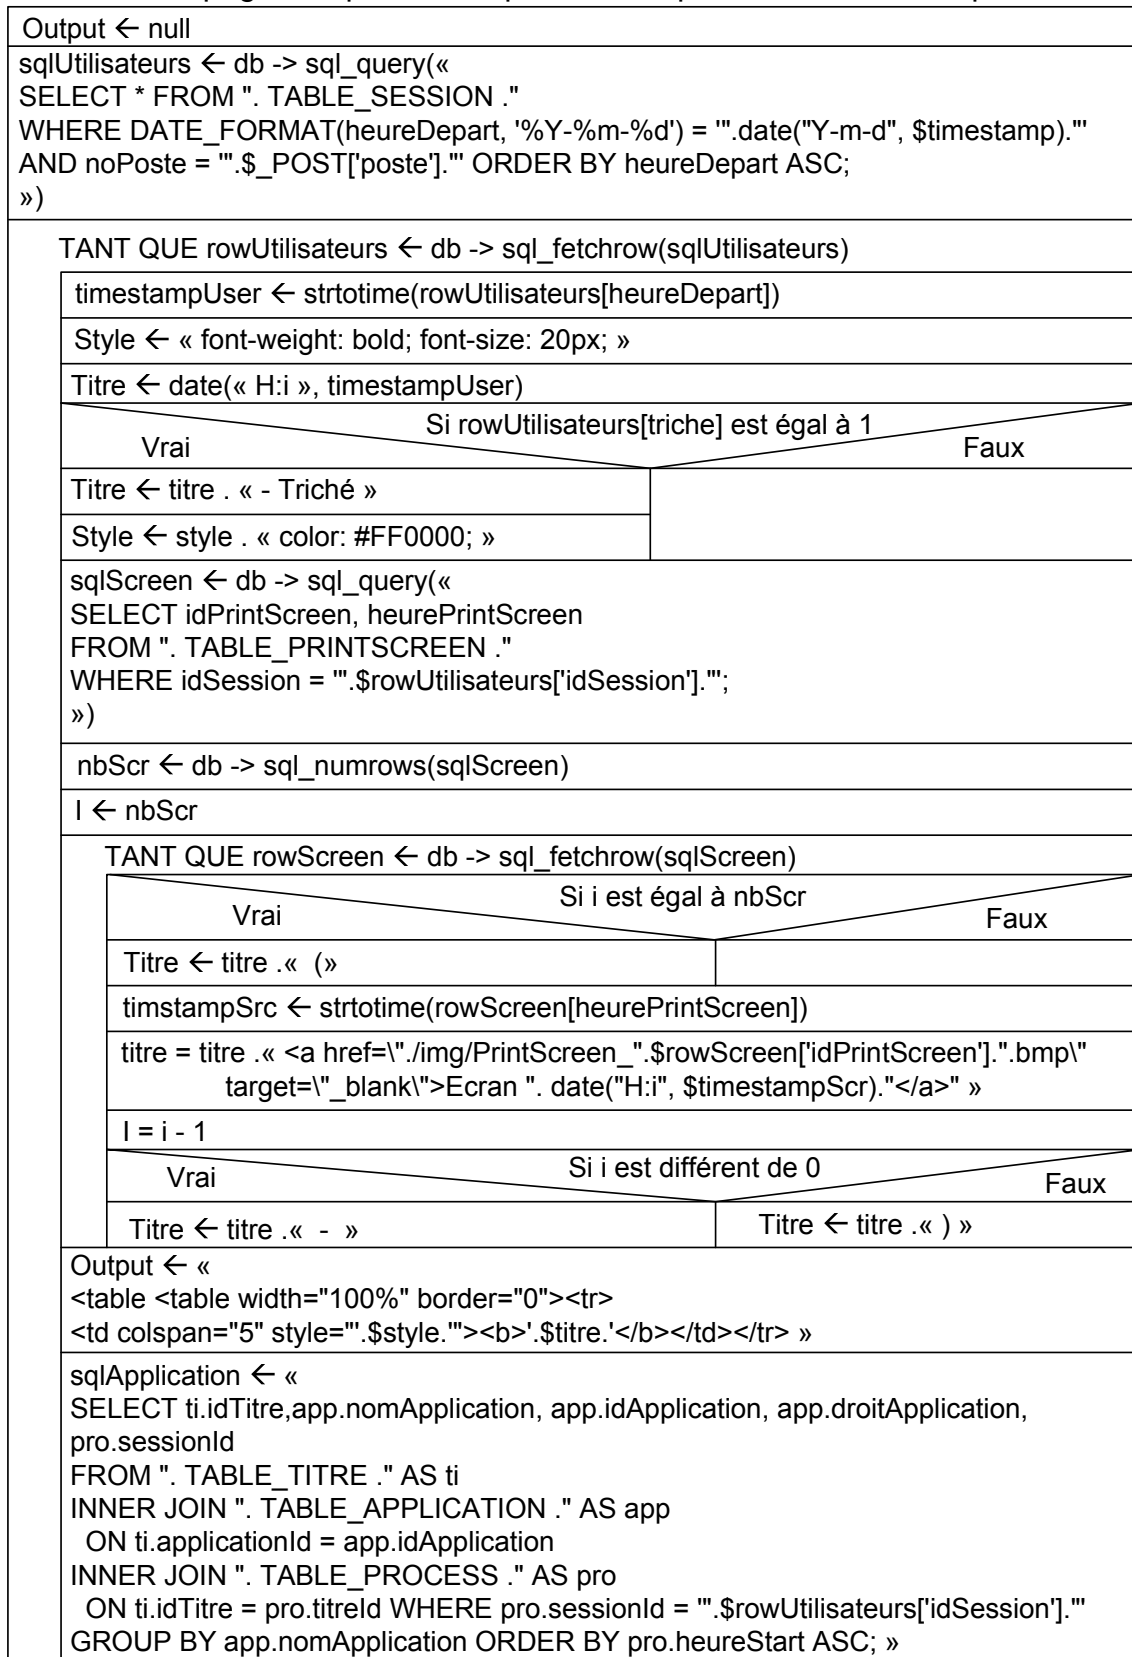 Output ← null
sqlUtilisateurs ← db -> sql_query(«
SELECT * FROM ". TABLE_SESSION ."
WHERE DATE_FORMAT(heureDepart, '%Y-%m-%d') = '".date("Y-m-d", $timestamp)."'
AND noPoste = '".$_POST['poste']."' ORDER BY heureDepart ASC;
»)
TANT QUE rowUtilisateurs ← db -> sql_fetchrow(sqlUtilisateurs)
timestampUser ← strtotime(rowUtilisateurs[heureDepart])
Style ← « font-weight: bold; font-size: 20px; »
Titre ← date(« H:i », timestampUser)
Si rowUtilisateurs[triche] est égal à 1
Vrai Faux
Titre ← titre . « - Triché »
Style ← style . « color: #FF0000; »
sqlScreen ← db -> sql_query(«
SELECT idPrintScreen, heurePrintScreen
FROM ". TABLE_PRINTSCREEN ."
WHERE idSession = '".$rowUtilisateurs['idSession']."';
»)
nbScr ← db -> sql_numrows(sqlScreen)
I ← nbScr
TANT QUE rowScreen ← db -> sql_fetchrow(sqlScreen)
Si i est égal à nbScr
Vrai Faux
Titre ← titre .«  (»
timstampSrc ← strtotime(rowScreen[heurePrintScreen])
titre = titre .« <a href=\"./img/PrintScreen_".$rowScreen['idPrintScreen'].".bmp\"
target=\"_blank\">Ecran ". date("H:i", $timestampScr)."</a>" »
I = i - 1
Si i est différent de 0
Vrai Faux
Titre ← titre .«  -  » Titre ← titre .« ) »
Output ← «
<table <table width="100%" border="0"><tr>
<td colspan="5" style="'.$style.'"><b>'.$titre.'</b></td></tr> »
sqlApplication ← «
SELECT ti.idTitre,app.nomApplication, app.idApplication, app.droitApplication,
pro.sessionId
FROM ". TABLE_TITRE ." AS ti
INNER JOIN ". TABLE_APPLICATION ." AS app
ON ti.applicationId = app.idApplication
INNER JOIN ". TABLE_PROCESS ." AS pro
ON ti.idTitre = pro.titreId WHERE pro.sessionId = '".$rowUtilisateurs['idSession']."'
GROUP BY app.nomApplication ORDER BY pro.heureStart ASC; »